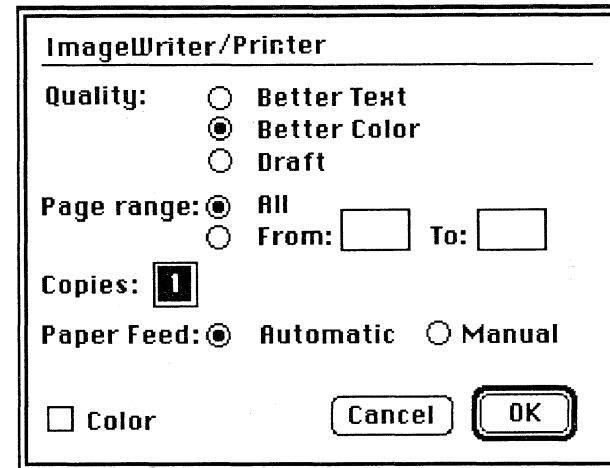 ImageWriter/Printer
Quality: Better Text
Better Color
Draft
Page range: All
From: To:
Copies: 1
Paper Feed: Automatic Manual
Color Cancel OK